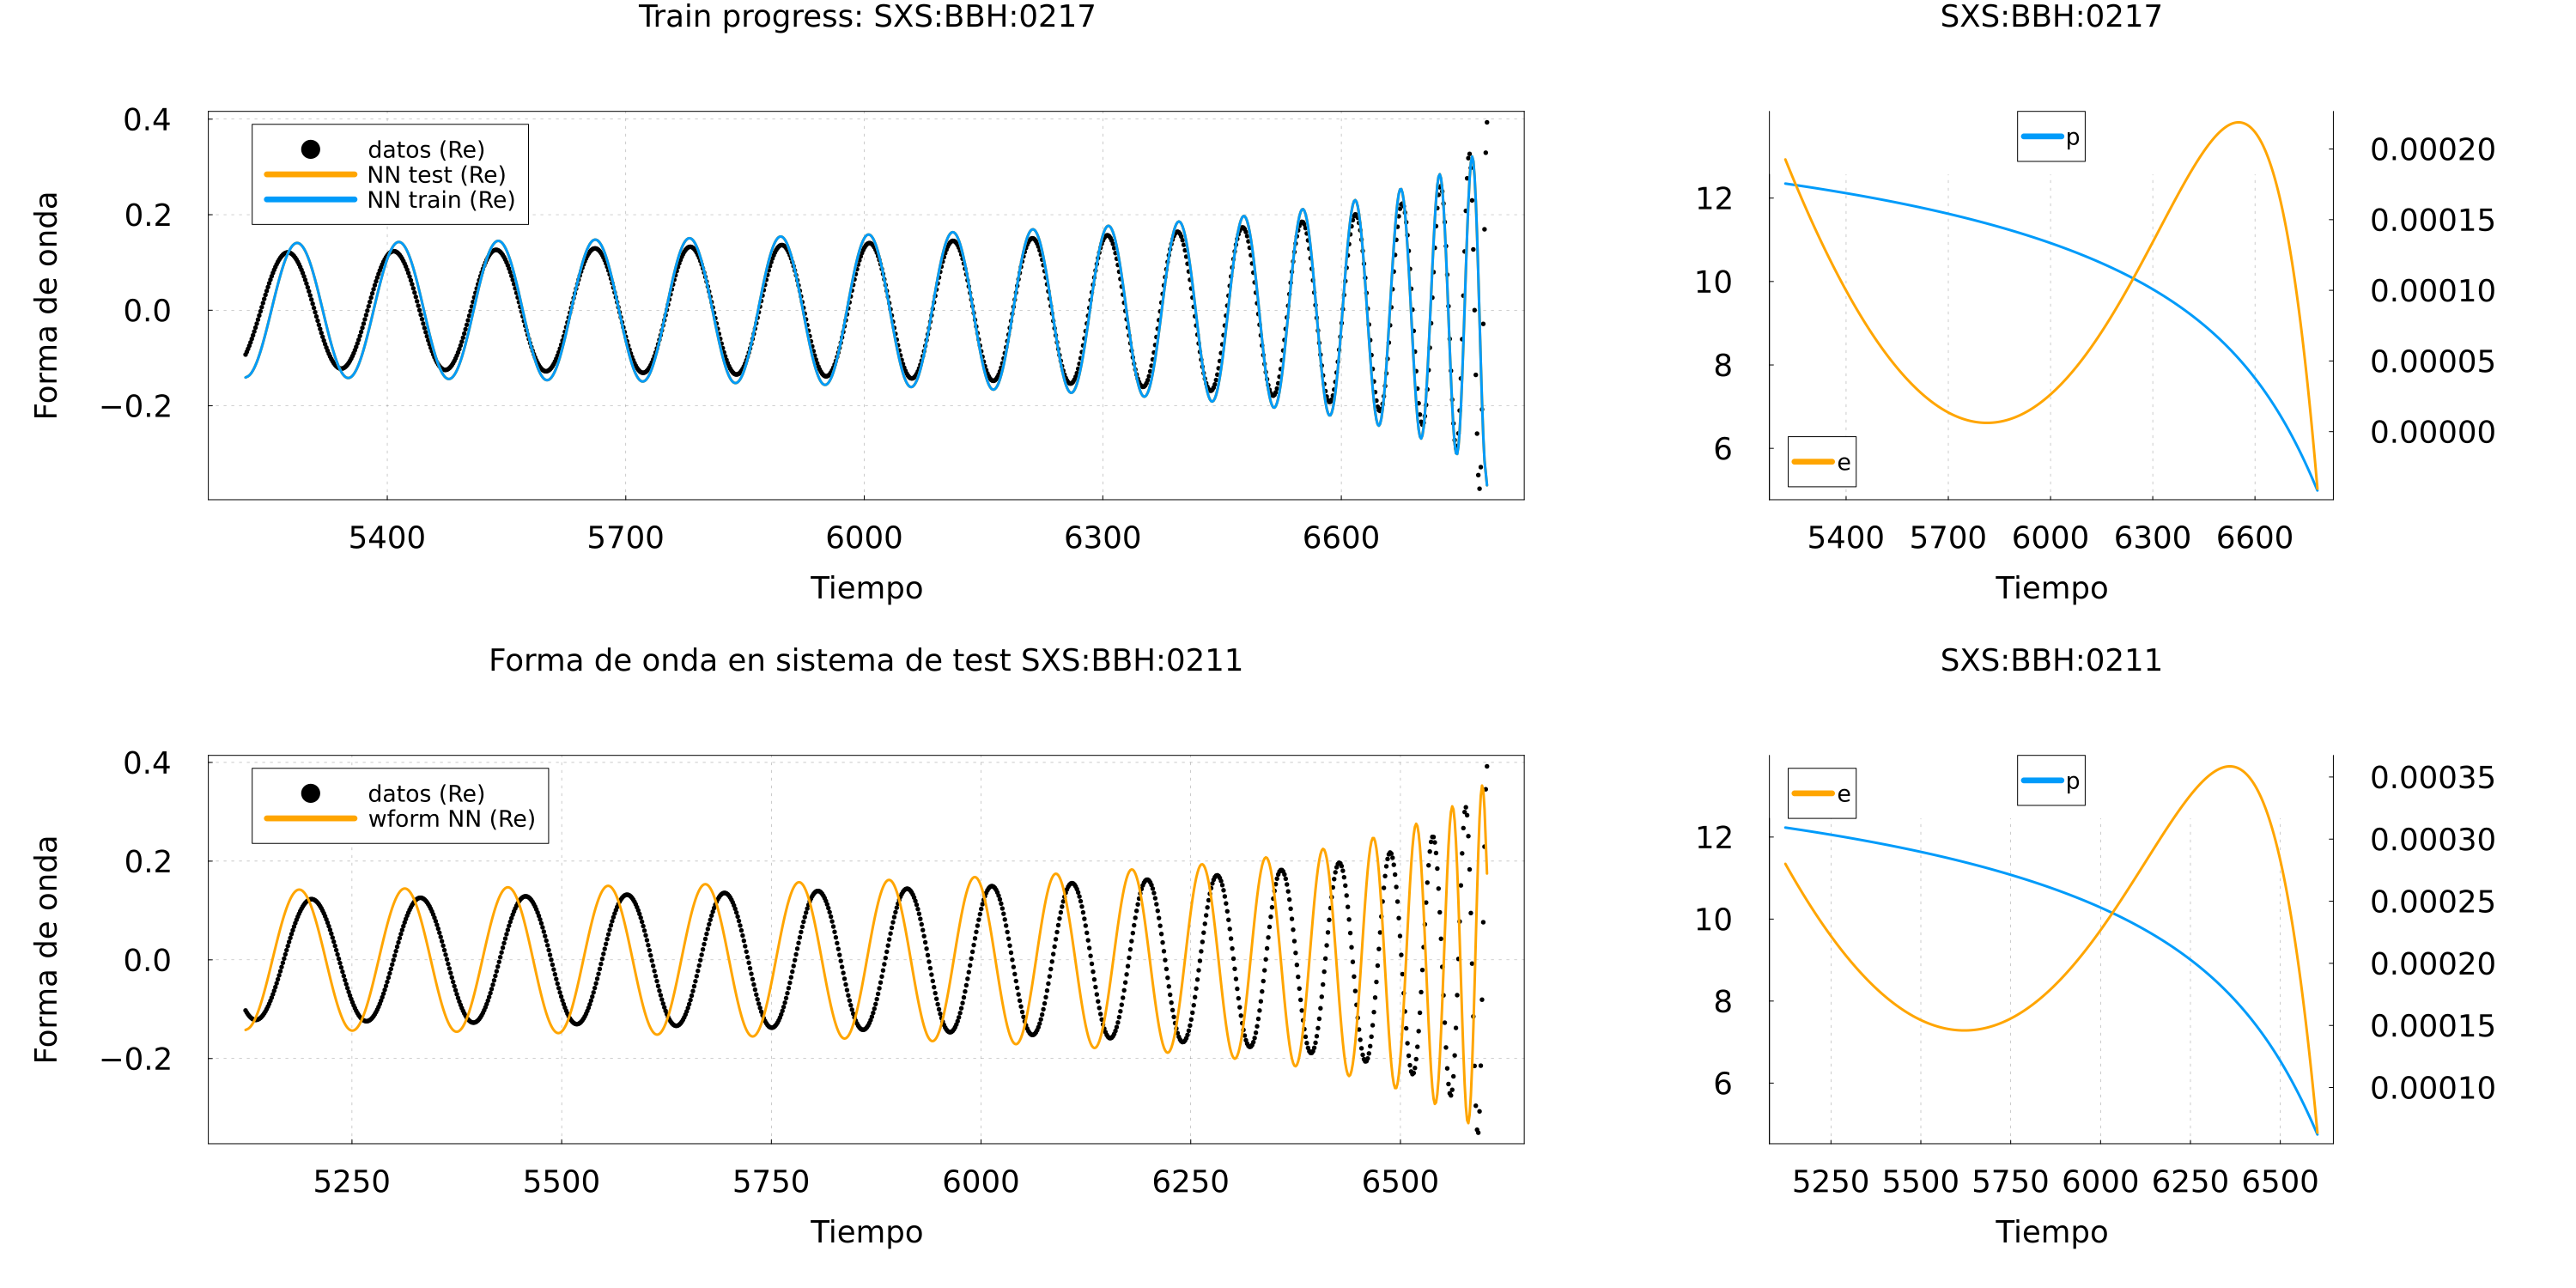 Train progress: SXS:BBH:0217
Forma de onda
0.4
0.2
0.0
−0.2
datos (Re)
NN test (Re)
NN train (Re)
5400 5700 6000 6300 6600
Tiempo
SXS:BBH:0217
12
10
8
6
p
e
0.00020
0.00015
0.00010
0.00005
0.00000
5400 5700 6000 6300 6600
Tiempo
Forma de onda en sistema de test SXS:BBH:0211
Forma de onda
0.4
0.2
0.0
−0.2
datos (Re)
wform NN (Re)
5250 5500 5750 6000 6250 6500
Tiempo
SXS:BBH:0211
12
10
8
6
e
p
0.00035
0.00030
0.00025
0.00020
0.00015
0.00010
5250 5500 5750 6000 6250 6500
Tiempo